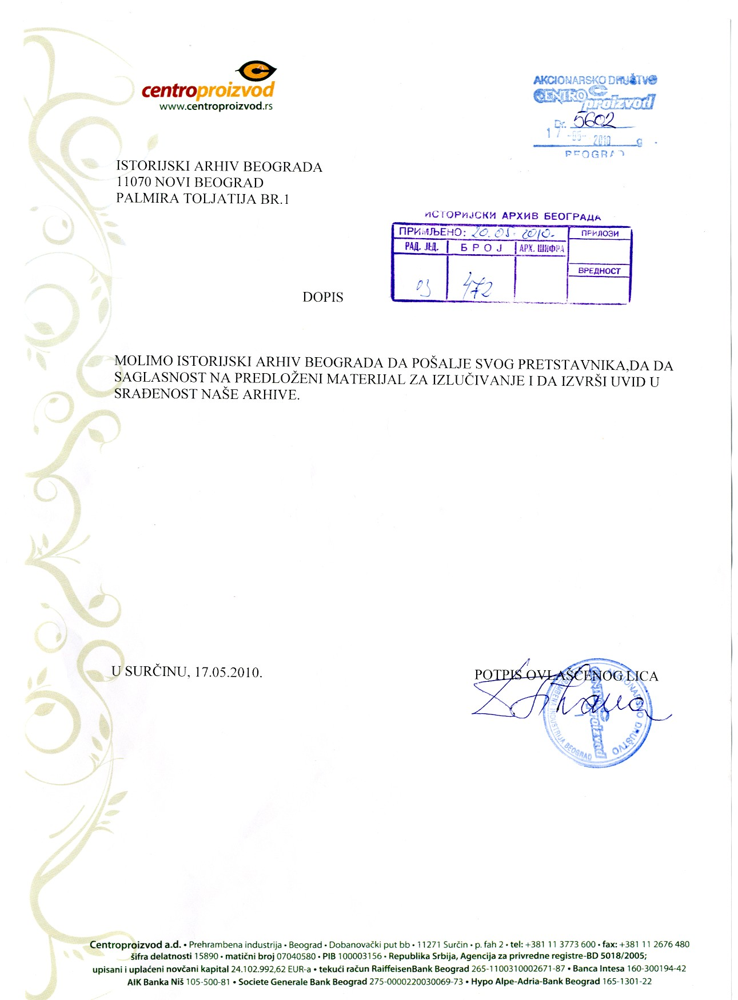 centroproizvod
www.centroproizvod.rs
AKCIONARSKO DRUŠTVO
CENTRO proizvod
Dr. 5602
17 -05- 2010 g.
BEOGRAD
ISTORIJSKI ARHIV BEOGRADA
11070 NOVI BEOGRAD
PALMIRA TOLJATIJA BR.1
ИСТОРИЈСКИ АРХИВ БЕОГРАДА
ПРИМЉЕНО: 20.05.2010. ПРИЛОЗИ
РАД. ЈЕД. БРОЈ АРХ. ШИФРА
ВРЕДНОСТ
03 472
DOPIS
MOLIMO ISTORIJSKI ARHIV BEOGRADA DA POŠALJE SVOG PRETSTAVNIKA,DA DA
SAGLASNOST NA PREDLOŽENI MATERIJAL ZA IZLUČIVANJE I DA IZVRŠI UVID U
SRAĐENOST NAŠE ARHIVE.
U SURČINU, 17.05.2010.
POTPIS OVLAŠĆENOG LICA
AKCIONARSKO DRUŠTVO
CENTROproizvod
PREHRAMBENA INDUSTRIJA BEOGRAD
Centroproizvod a.d. • Prehrambena industrija • Beograd • Dobanovački put bb • 11271 Surčin • p. fah 2 • tel: +381 11 3773 600 • fax: +381 11 2676 480
šifra delatnosti 15890 • matični broj 07040580 • PIB 100003156 • Republika Srbija, Agencija za privredne registre-BD 5018/2005;
upisani i uplaćeni novčani kapital 24.102.992,62 EUR-a • tekući račun RaiffeisenBank Beograd 265-1100310002671-87 • Banca Intesa 160-300194-42
AIK Banka Niš 105-500-81 • Societe Generale Bank Beograd 275-0000220030069-73 • Hypo Alpe-Adria-Bank Beograd 165-1301-22